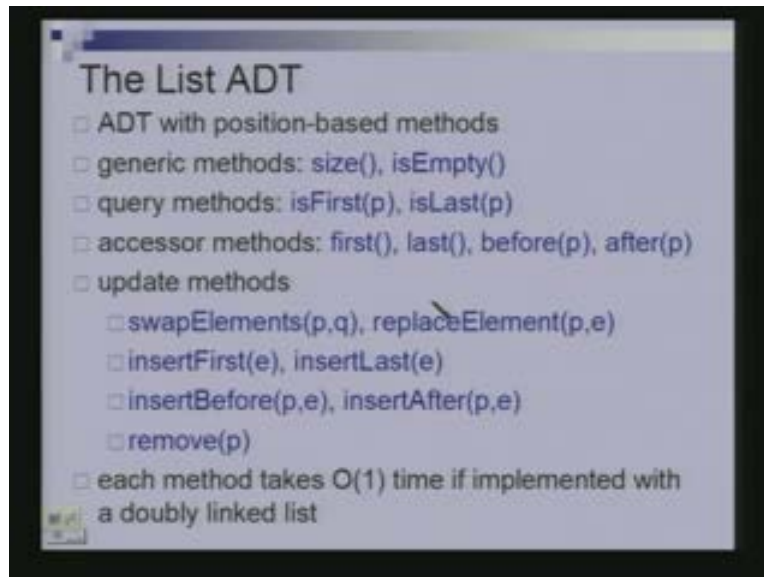 The List ADT
ADT with position-based methods
generic methods: size(), isEmpty()
query methods: isFirst(p), isLast(p)
accessor methods: first(), last(), before(p), after(p)
update methods
swapElements(p,q), replaceElement(p,e)
insertFirst(e), insertLast(e)
insertBefore(p,e), insertAfter(p,e)
remove(p)
each method takes O(1) time if implemented with
a doubly linked list